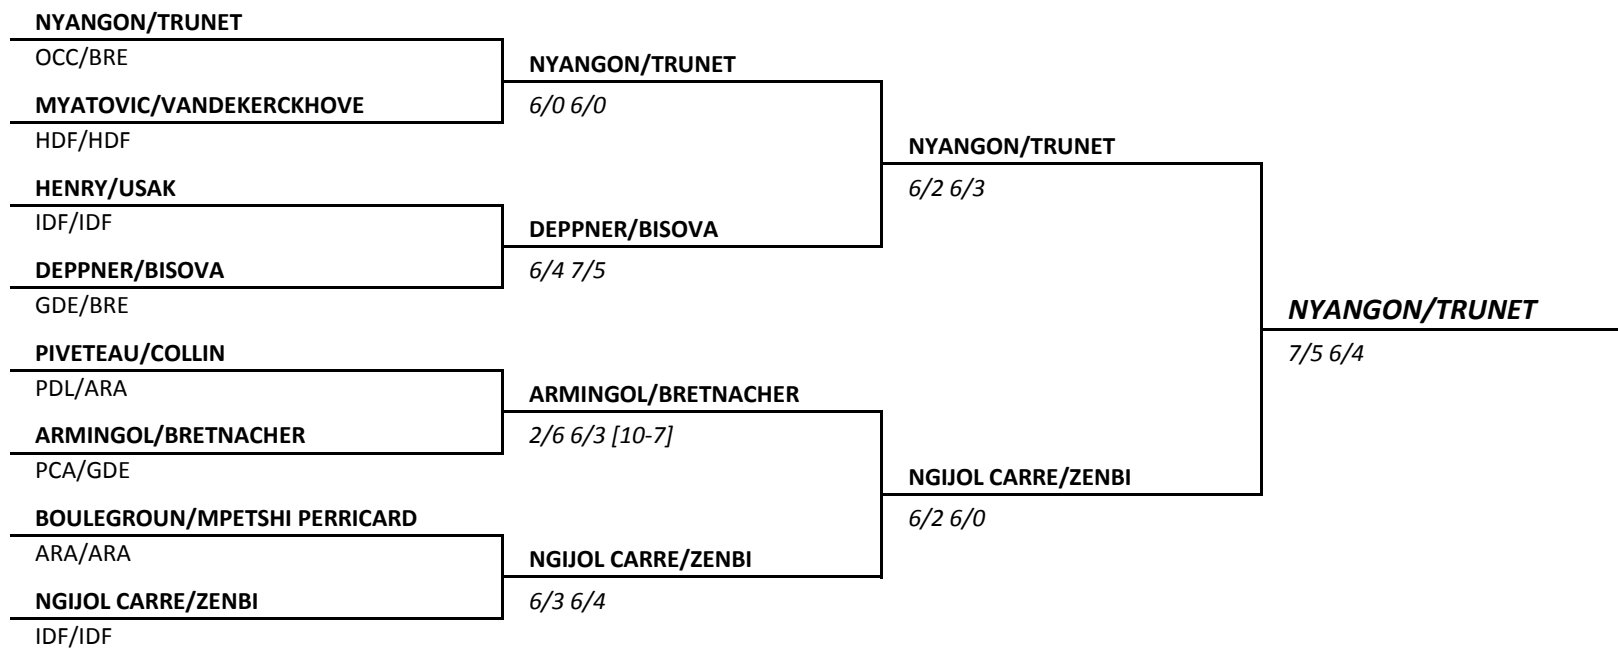 NYANGON/TRUNET
OCC/BRE
MYATOVIC/VANDEKERCKHOVE
HDF/HDF
HENRY/USAK
IDF/IDF
DEPPNER/BISOVA
GDE/BRE
PIVETEAU/COLLIN
PDL/ARA
ARMINGOL/BRETNACHER
PCA/GDE
BOULEGROUN/MPETSHI PERRICARD
ARA/ARA
NGIJOL CARRE/ZENBI
IDF/IDF
NYANGON/TRUNET
6/0 6/0
DEPPNER/BISOVA
6/4 7/5
ARMINGOL/BRETNACHER
2/6 6/3 [10-7]
NGIJOL CARRE/ZENBI
6/3 6/4
NYANGON/TRUNET
6/2 6/3
NGIJOL CARRE/ZENBI
6/2 6/0
NYANGON/TRUNET
7/5 6/4